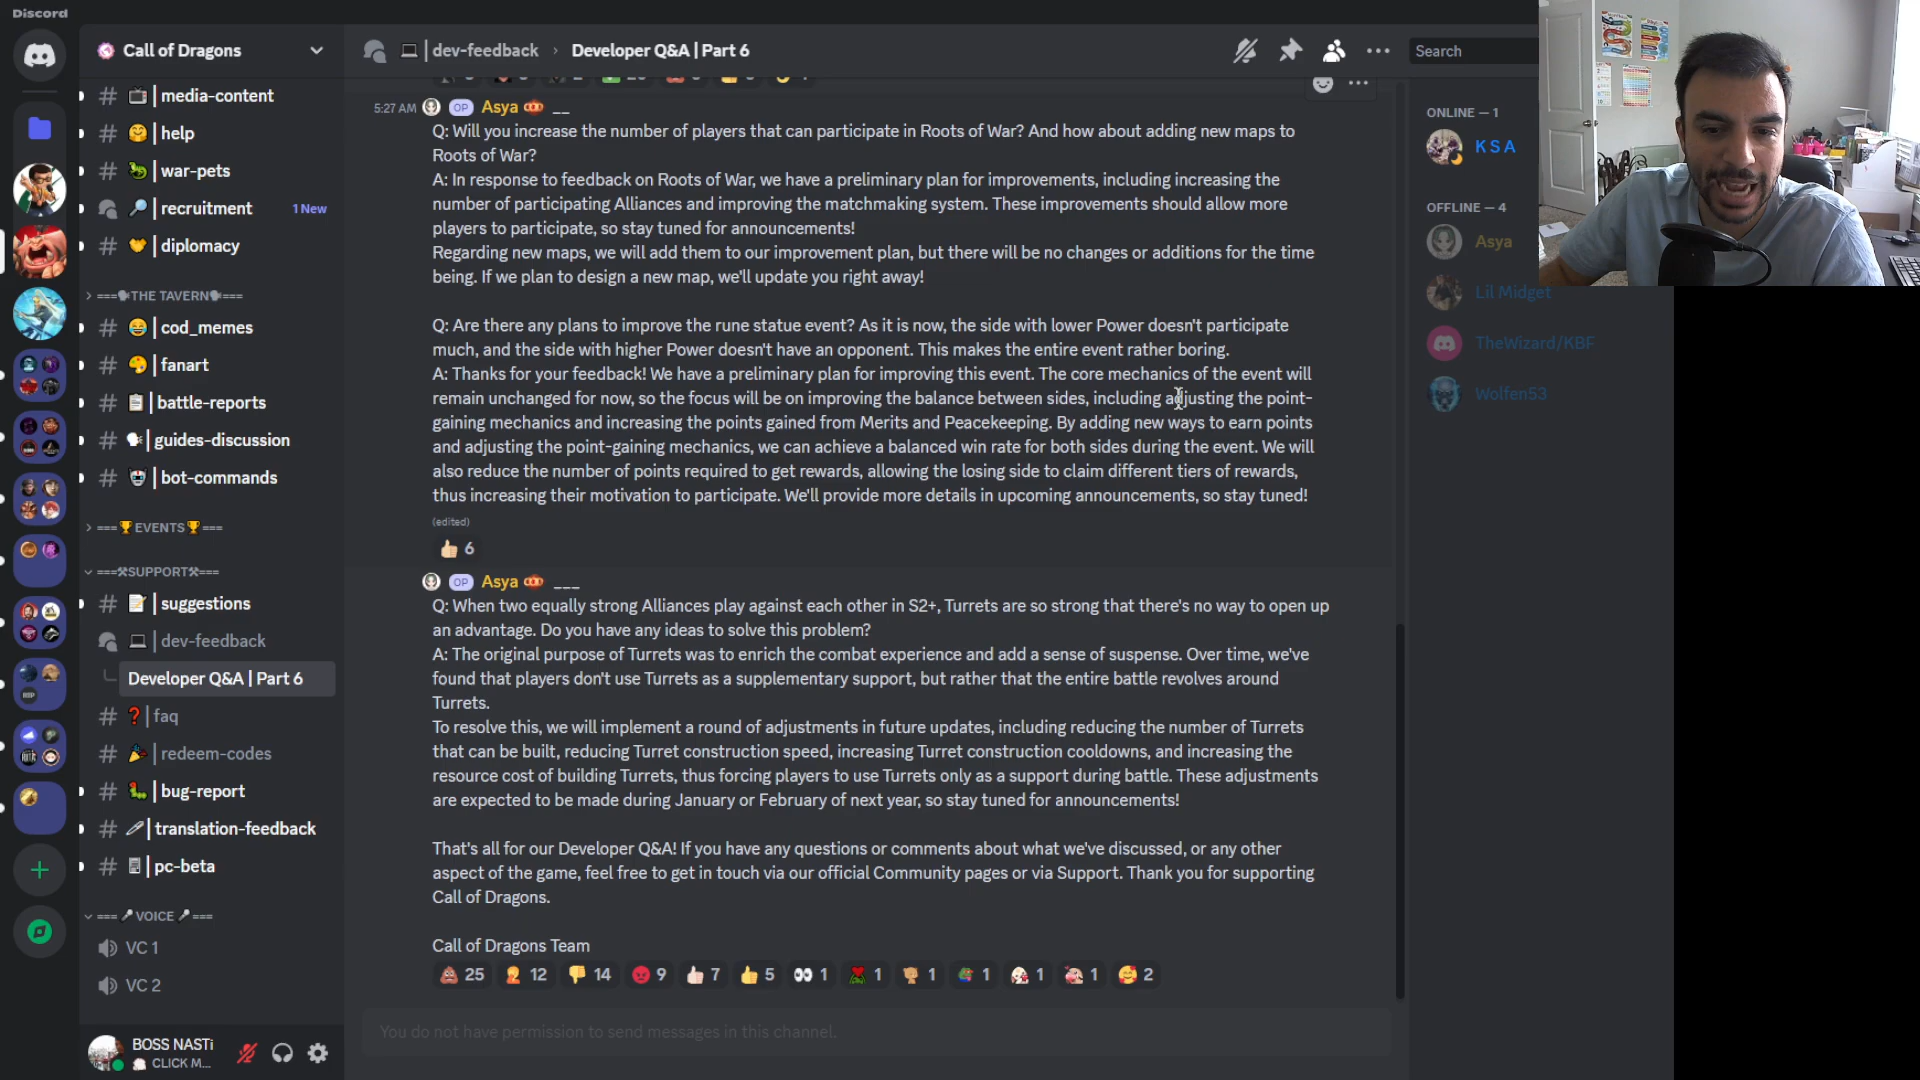 Discord
Call of Dragons
media-content
help
war-pets
recruitment 1 New
diplomacy
===THE TAVERN===
cod_memes
fanart
battle-reports
guides-discussion
bot-commands
===EVENTS===
===SUPPORT===
suggestions
dev-feedback
Developer Q&A | Part 6
faq
redeem-codes
bug-report
translation-feedback
pc-beta
=== VOICE ===
VC 1
VC 2
BOSS NASTi
CLICK M...
dev-feedback › Developer Q&A | Part 6
Search
5:27 AM OP Asya __
Q: Will you increase the number of players that can participate in Roots of War? And how about adding new maps to
Roots of War?
A: In response to feedback on Roots of War, we have a preliminary plan for improvements, including increasing the
number of participating Alliances and improving the matchmaking system. These improvements should allow more
players to participate, so stay tuned for announcements!
Regarding new maps, we will add them to our improvement plan, but there will be no changes or additions for the time
being. If we plan to design a new map, we'll update you right away!
Q: Are there any plans to improve the rune statue event? As it is now, the side with lower Power doesn't participate
much, and the side with higher Power doesn't have an opponent. This makes the entire event rather boring.
A: Thanks for your feedback! We have a preliminary plan for improving this event. The core mechanics of the event will
remain unchanged for now, so the focus will be on improving the balance between sides, including adjusting the point-
gaining mechanics and increasing the points gained from Merits and Peacekeeping. By adding new ways to earn points
and adjusting the point-gaining mechanics, we can achieve a balanced win rate for both sides during the event. We will
also reduce the number of points required to get rewards, allowing the losing side to claim different tiers of rewards,
thus increasing their motivation to participate. We'll provide more details in upcoming announcements, so stay tuned!
(edited)
6
OP Asya ___
Q: When two equally strong Alliances play against each other in S2+, Turrets are so strong that there's no way to open up
an advantage. Do you have any ideas to solve this problem?
A: The original purpose of Turrets was to enrich the combat experience and add a sense of suspense. Over time, we've
found that players don't use Turrets as a supplementary support, but rather that the entire battle revolves around
Turrets.
To resolve this, we will implement a round of adjustments in future updates, including reducing the number of Turrets
that can be built, reducing Turret construction speed, increasing Turret construction cooldowns, and increasing the
resource cost of building Turrets, thus forcing players to use Turrets only as a support during battle. These adjustments
are expected to be made during January or February of next year, so stay tuned for announcements!
That's all for our Developer Q&A! If you have any questions or comments about what we've discussed, or any other
aspect of the game, feel free to get in touch via our official Community pages or via Support. Thank you for supporting
Call of Dragons.
Call of Dragons Team
25 12 14 9 7 5 1 1 1 1 1 1 2
You do not have permission to send messages in this channel.
ONLINE — 1
K S A
OFFLINE — 4
Asya
Lil Midget
TheWizard/KBF
Wolfen53